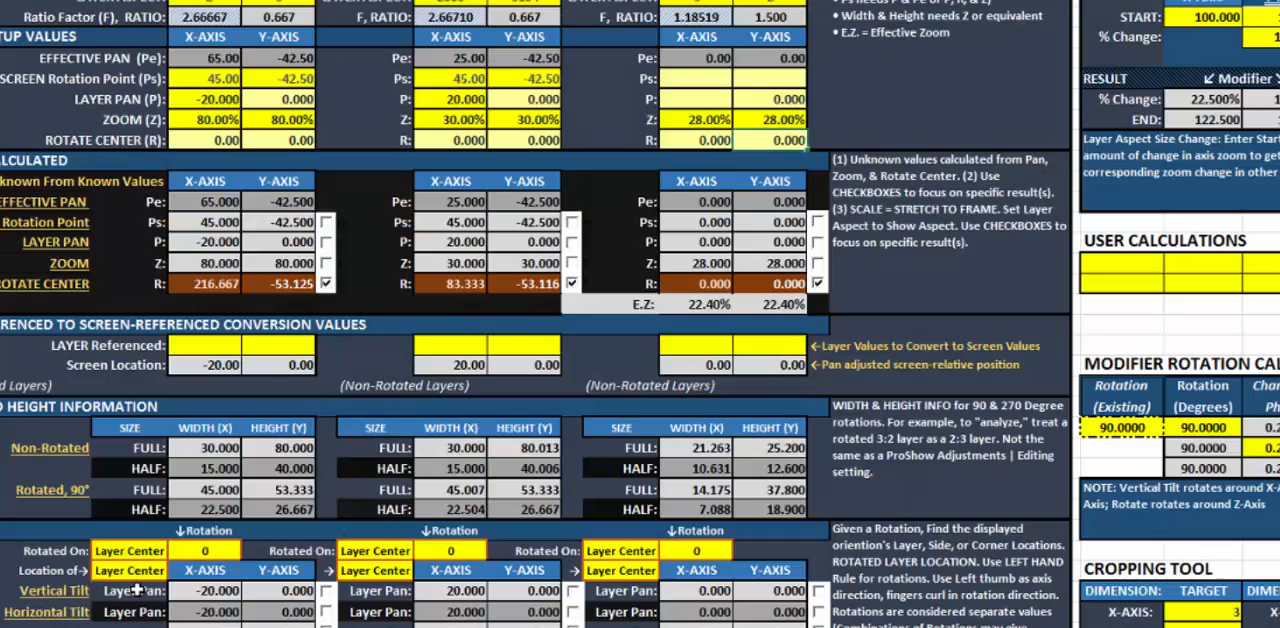 Ratio Factor (F), RATIO: 2.66667 0.667 F, RATIO: 2.66710 0.667 F, RATIO: 1.18519 1.500
• Width & Height needs Z or equivalent
• E.Z. = Effective Zoom
START: 100.000
% Change:
TUP VALUES X-AXIS Y-AXIS X-AXIS Y-AXIS X-AXIS Y-AXIS
EFFECTIVE PAN (Pe): 65.00 -42.50 Pe: 25.00 -42.50 Pe: 0.00 0.00
SCREEN Rotation Point (Ps): 45.00 -42.50 Ps: 45.00 -42.50 Ps:
LAYER PAN (P): -20.000 0.000 P: 20.000 0.000 P: 0.000
ZOOM (Z): 80.00% 80.00% Z: 30.00% 30.00% Z: 28.00% 28.00%
ROTATE CENTER (R): 0.00 0.00 R: 0.00 0.00 R: 0.000 0.000
RESULT ↙ Modifier
% Change: 22.500%
END: 122.500
Layer Aspect Size Change: Enter Start
amount of change in axis zoom to get
corresponding zoom change in other
ALCULATED
known From Known Values X-AXIS Y-AXIS X-AXIS Y-AXIS X-AXIS Y-AXIS
EFFECTIVE PAN Pe: 65.000 -42.500 Pe: 25.000 -42.500 Pe: 0.000 0.000
Rotation Point Ps: 45.000 -42.500 Ps: 45.000 -42.500 Ps: 0.000 0.000
LAYER PAN P: -20.000 0.000 P: 20.000 0.000 P: 0.000 0.000
ZOOM Z: 80.000 80.000 Z: 30.000 30.000 Z: 28.000 28.000
ROTATE CENTER R: 216.667 -53.125 R: 83.333 -53.116 R: 0.000 0.000
E.Z: 22.40% 22.40%
(1) Unknown values calculated from Pan,
Zoom, & Rotate Center. (2) Use
CHECKBOXES to focus on specific result(s).
(3) SCALE = STRETCH TO FRAME. Set Layer
Aspect to Show Aspect. Use CHECKBOXES to
focus on specific result(s).
USER CALCULATIONS
RENCED TO SCREEN-REFERENCED CONVERSION VALUES
LAYER Referenced: ←Layer Values to Convert to Screen Values
Screen Location: -20.00 0.00 20.00 0.00 0.00 0.00 ←Pan adjusted screen-relative position
d Layers) (Non-Rotated Layers) (Non-Rotated Layers)
MODIFIER ROTATION CAL
Rotation Rotation Cha
(Existing) (Degrees) Ph
90.0000 90.0000 0.2
90.0000 0.2
90.0000 0.2
NOTE: Vertical Tilt rotates around X-A
Axis; Rotate rotates around Z-Axis
O HEIGHT INFORMATION
SIZE WIDTH (X) HEIGHT (Y) SIZE WIDTH (X) HEIGHT (Y) SIZE WIDTH (X) HEIGHT (Y)
Non-Rotated FULL: 30.000 80.000 FULL: 30.000 80.013 FULL: 21.263 25.200
HALF: 15.000 40.000 HALF: 15.000 40.006 HALF: 10.631 12.600
Rotated, 90° FULL: 45.000 53.333 FULL: 45.007 53.333 FULL: 14.175 37.800
HALF: 22.500 26.667 HALF: 22.504 26.667 HALF: 7.088 18.900
WIDTH & HEIGHT INFO for 90 & 270 Degree
rotations. For example, to "analyze," treat a
rotated 3:2 layer as a 2:3 layer. Not the
same as a ProShow Adjustments | Editing
setting.
↓Rotation ↓Rotation ↓Rotation
Rotated On: Layer Center 0 Rotated On: Layer Center 0 Rotated On: Layer Center 0
Location of→ Layer Center X-AXIS Y-AXIS → Layer Center X-AXIS Y-AXIS → Layer Center X-AXIS Y-AXIS
Vertical Tilt Layer Pan: -20.000 0.000 Layer Pan: 20.000 0.000 Layer Pan: 0.000 0.000
Horizontal Tilt Layer Pan: -20.000 0.000 Layer Pan: 20.000 0.000 Layer Pan: 0.000 0.000
Given a Rotation, Find the displayed
oriention's Layer, Side, or Corner Locations.
ROTATED LAYER LOCATION. Use LEFT HAND
Rule for rotations. Use Left thumb as axis
direction, fingers curl in rotation direction.
Rotations are considered separate values
CROPPING TOOL
DIMENSION: TARGET DIME
X-AXIS: 3